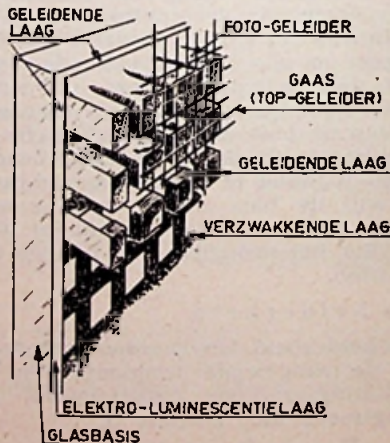 GELEIDENDE
LAAG
FOTO-GELEIDER
GAAS
(TOP-GELEIDER)
GELEIDENDE LAAG
VERZWAKKENDE LAAG
ELEKTRO-LUMINESCENTIELAAG
GLASBASIS